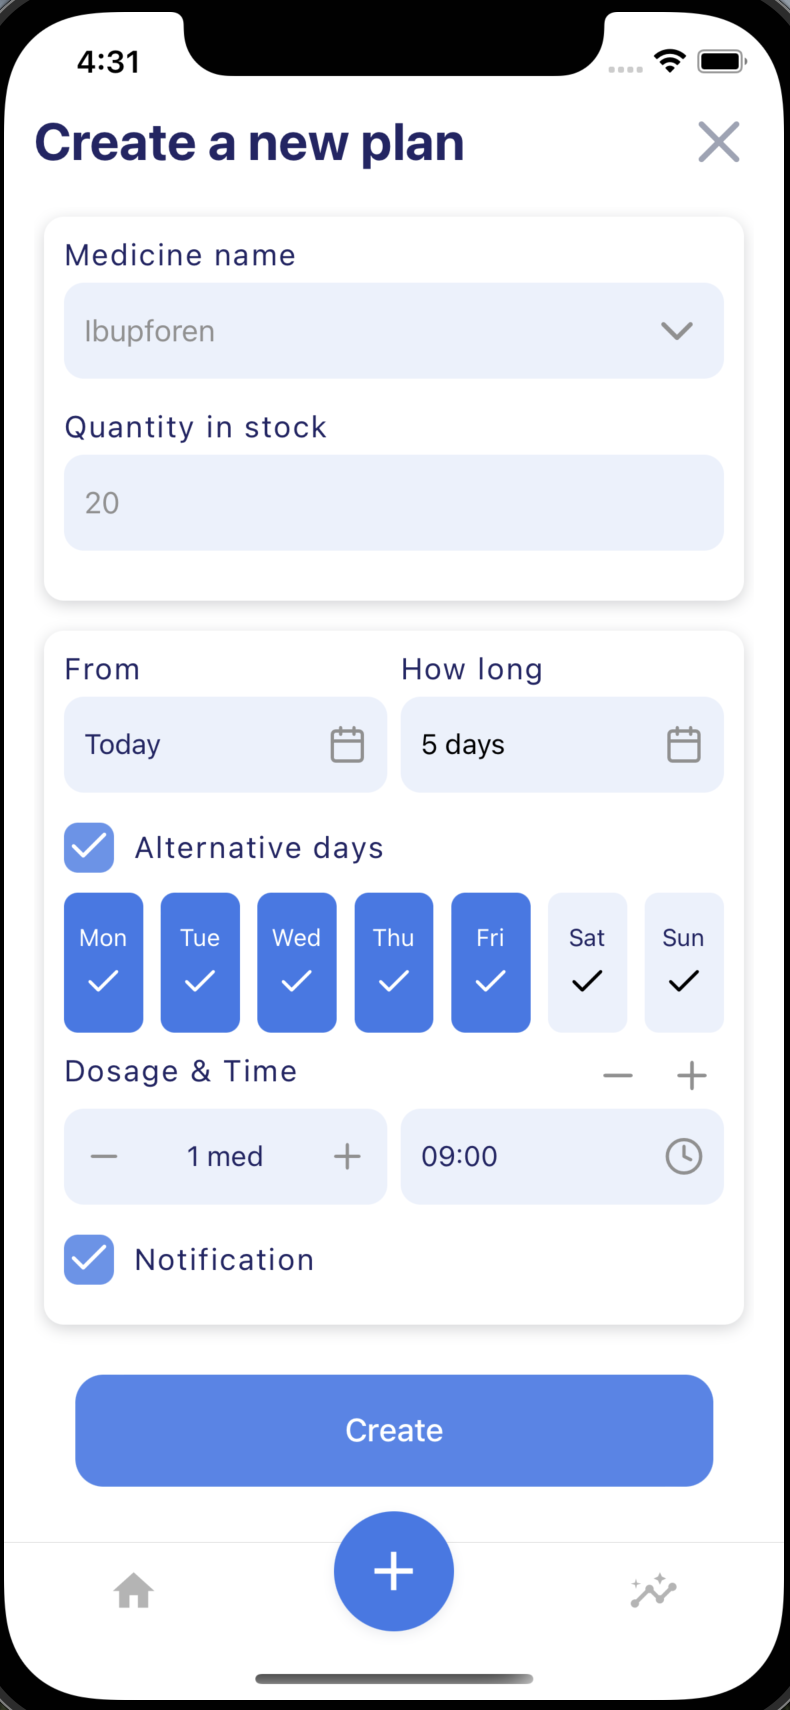 4:31
Create a new plan
Medicine name
Ibupforen
Quantity in stock
20
From How long
Today 5 days
Alternative days
Mon Tue Wed Thu Fri Sat Sun
Dosage & Time
1 med 09:00
Notification
Create